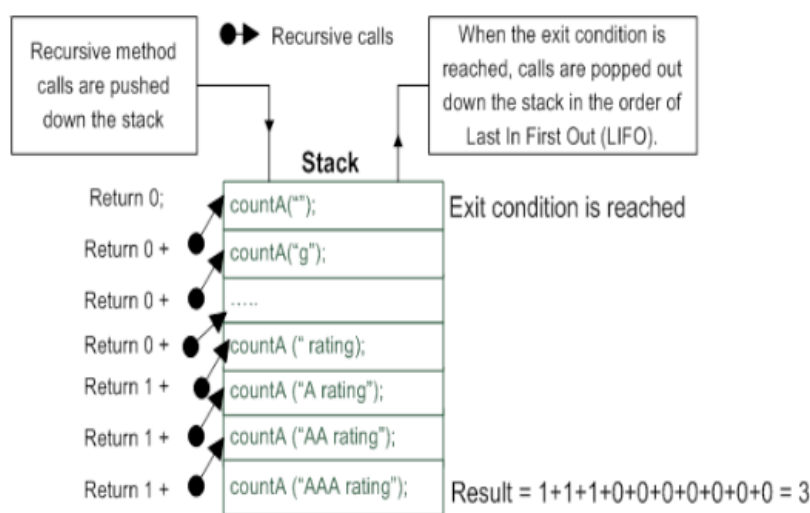 Recursive method
calls are pushed
down the stack
Recursive calls
When the exit condition is
reached, calls are popped out
down the stack in the order of
Last In First Out (LIFO).
Stack
Return 0;
countA(“”);
Exit condition is reached
Return 0 +
countA(“g”);
Return 0 +
.....
Return 0 +
countA (“ rating);
Return 1 +
countA (“A rating”);
Return 1 +
countA (“AA rating”);
Return 1 +
countA (“AAA rating”);
Result = 1+1+1+0+0+0+0+0+0+0 = 3